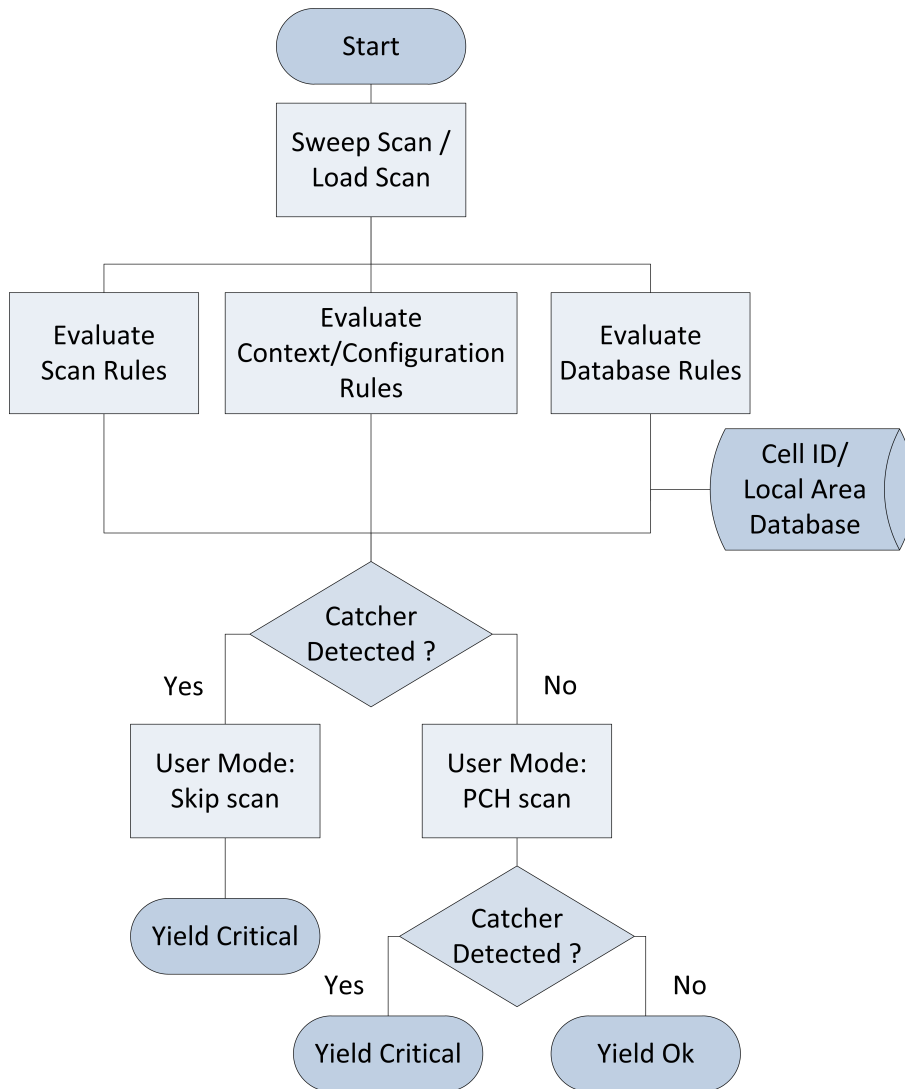 Start
Sweep Scan /
Load Scan
Evaluate
Scan Rules
Evaluate
Context/Configuration
Rules
Evaluate
Database Rules
Cell ID/
Local Area
Database
Catcher
Detected ?
Yes
No
User Mode:
Skip scan
User Mode:
PCH scan
Yield Critical
Catcher
Detected ?
Yes
No
Yield Critical
Yield Ok